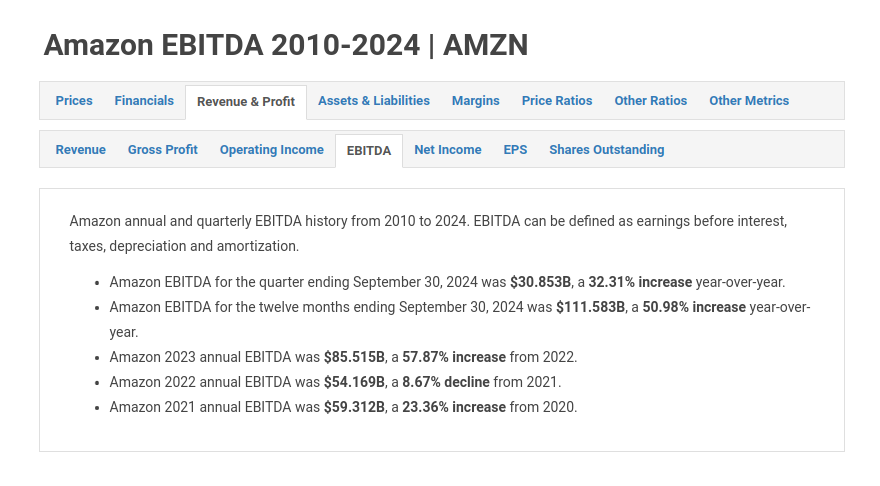 Amazon EBITDA 2010-2024 | AMZN
Prices Financials Revenue & Profit Assets & Liabilities Margins Price Ratios Other Ratios Other Metrics
Revenue Gross Profit Operating Income EBITDA Net Income EPS Shares Outstanding
Amazon annual and quarterly EBITDA history from 2010 to 2024. EBITDA can be defined as earnings before interest,
taxes, depreciation and amortization.
• Amazon EBITDA for the quarter ending September 30, 2024 was $30.853B, a 32.31% increase year-over-year.
• Amazon EBITDA for the twelve months ending September 30, 2024 was $111.583B, a 50.98% increase year-over-
year.
• Amazon 2023 annual EBITDA was $85.515B, a 57.87% increase from 2022.
• Amazon 2022 annual EBITDA was $54.169B, a 8.67% decline from 2021.
• Amazon 2021 annual EBITDA was $59.312B, a 23.36% increase from 2020.